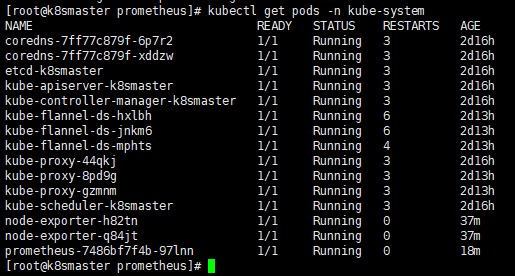 [root@k8smaster prometheus]# kubectl get pods -n kube-system
NAME READY STATUS RESTARTS AGE
coredns-7ff77c879f-6p7r2 1/1 Running 3 2d16h
coredns-7ff77c879f-xddzw 1/1 Running 3 2d16h
etcd-k8smaster 1/1 Running 3 2d16h
kube-apiserver-k8smaster 1/1 Running 3 2d16h
kube-controller-manager-k8smaster 1/1 Running 3 2d16h
kube-flannel-ds-hxlbh 1/1 Running 6 2d13h
kube-flannel-ds-jnkm6 1/1 Running 6 2d13h
kube-flannel-ds-mphts 1/1 Running 4 2d13h
kube-proxy-44qkj 1/1 Running 3 2d16h
kube-proxy-8pd9g 1/1 Running 3 2d13h
kube-proxy-gzmnm 1/1 Running 3 2d13h
kube-scheduler-k8smaster 1/1 Running 3 2d16h
node-exporter-h82tn 1/1 Running 0 37m
node-exporter-q84jt 1/1 Running 0 37m
prometheus-7486bf7f4b-97lnn 1/1 Running 0 18m
[root@k8smaster prometheus]#